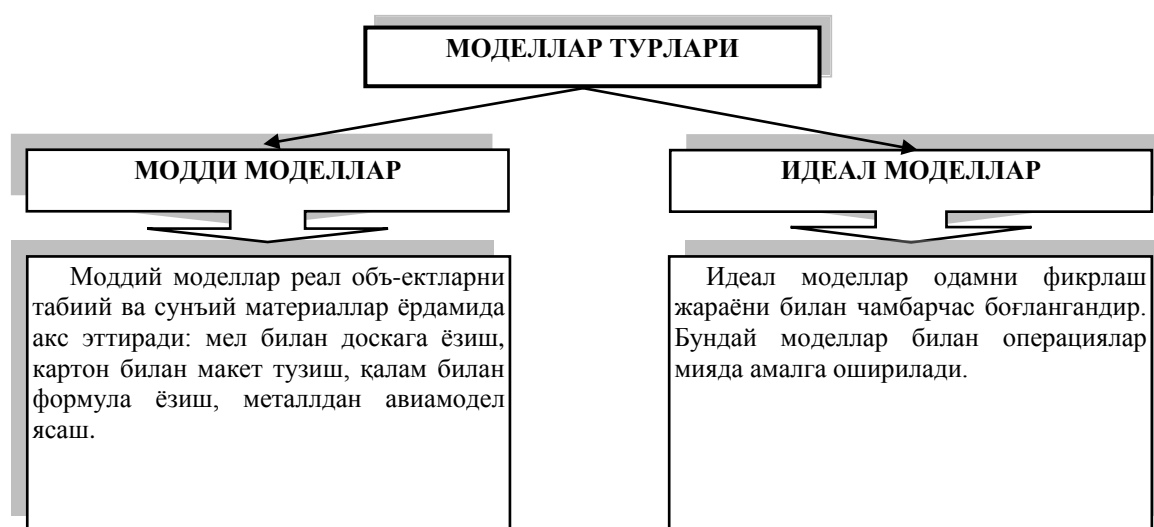 МОДЕЛЛАР ТУРЛАРИ
МОДДИ МОДЕЛЛАР
Моддий моделлар реал объ-ектларни
табиий ва сунъий материаллар ёрдамида
акс эттиради: мел билан доскага ёзиш,
картон билан макет тузиш, қалам билан
формула ёзиш, металлдан авиамодел
ясаш.
ИДЕАЛ МОДЕЛЛАР
Идеал моделлар одамни фикрлаш
жараёни билан чамбарчас боғлангандир.
Бундай моделлар билан операциялар
мияда амалга оширилади.